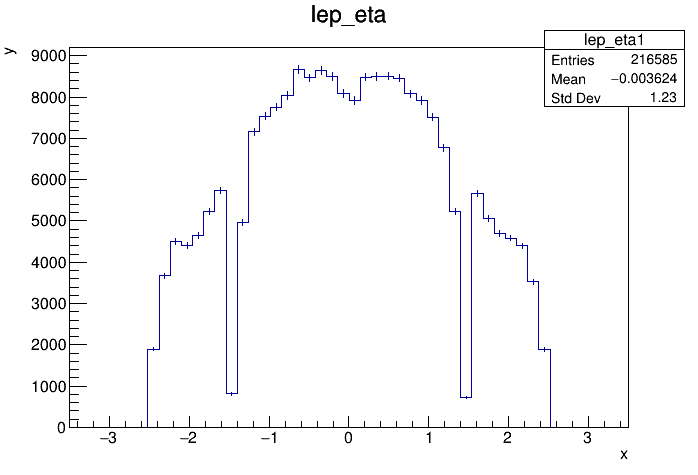 lep_eta
y
lep_eta1
Entries 216585
Mean −0.003624
Std Dev 1.23
9000
8000
7000
6000
5000
4000
3000
2000
1000
0
−3 −2 −1 0 1 2 3
x